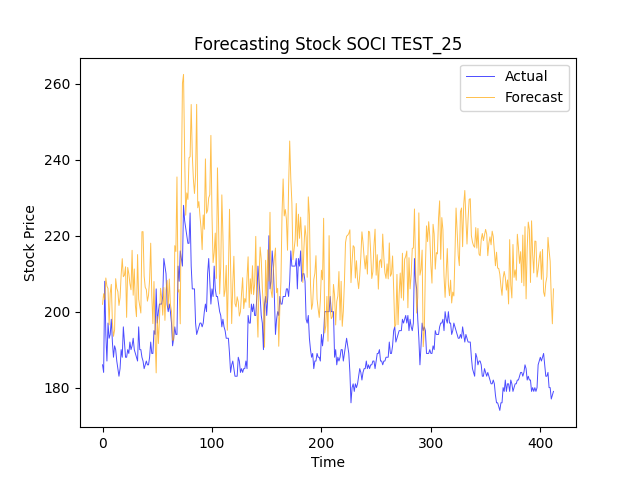 Forecasting Stock SOCI TEST_25
Actual
Forecast
Stock Price
260
240
220
200
180
0 100 200 300 400
Time